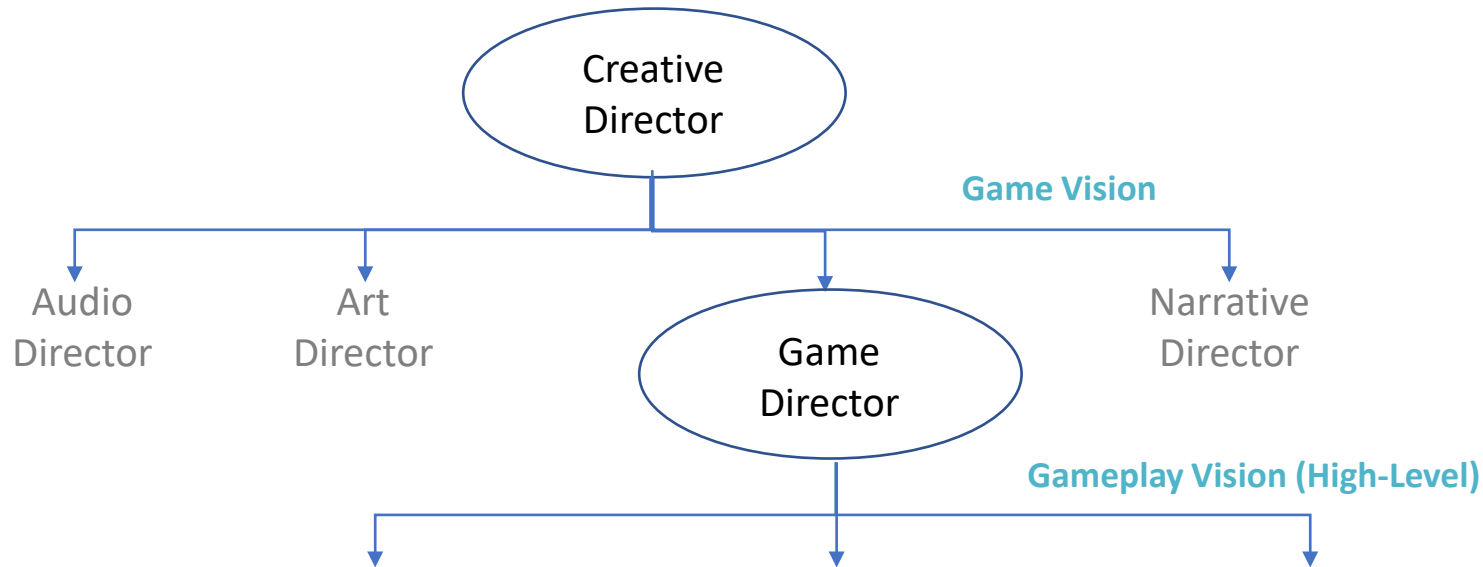 Creative
Director
Game Vision
Audio
Director
Art
Director
Game
Director
Narrative
Director
Gameplay Vision (High-Level)